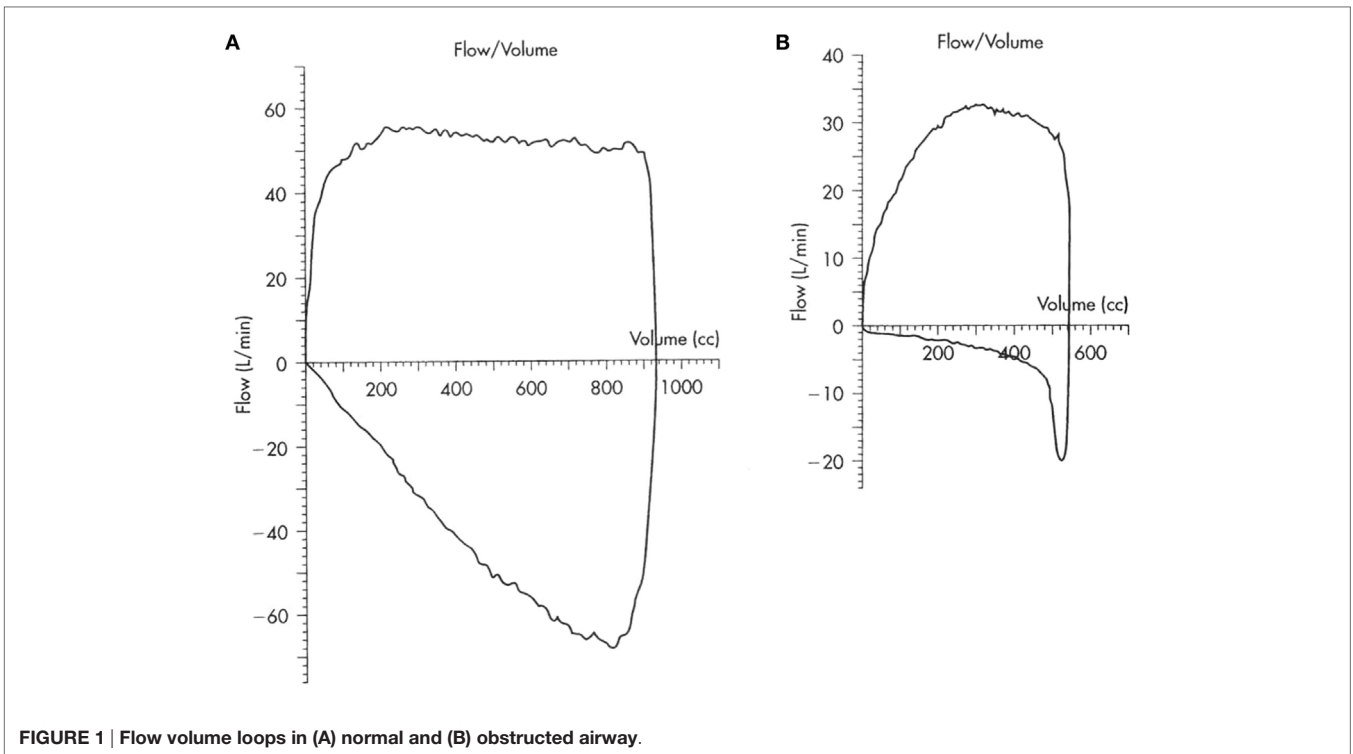 A
Flow/Volume
60
40
20
0
−20
−40
−60
Flow (L/min)
Volume (cc)
200 400 600 800 1000
B
Flow/Volume
40
30
20
10
0
−10
−20
Flow (L/min)
Volume (cc)
200 400 600
FIGURE 1 | Flow volume loops in (A) normal and (B) obstructed airway.